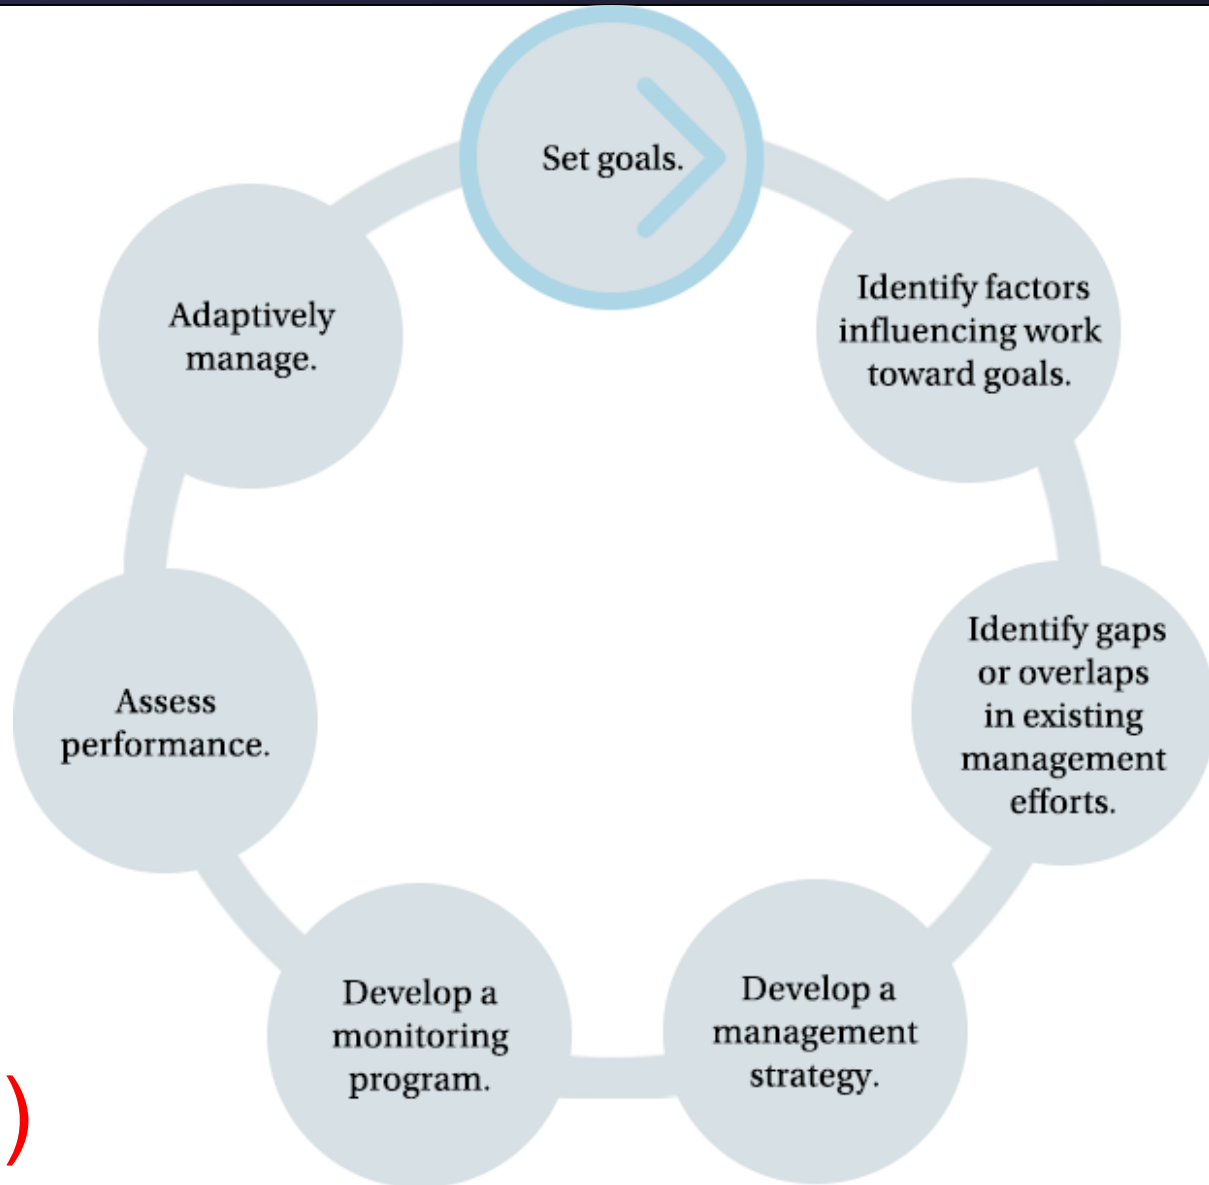 Set goals.
Identify factors
influencing work
toward goals.
Identify gaps
or overlaps
in existing
management
efforts.
Develop a
management
strategy.
Develop a
monitoring
program.
Assess
performance.
Adaptively
manage.
)